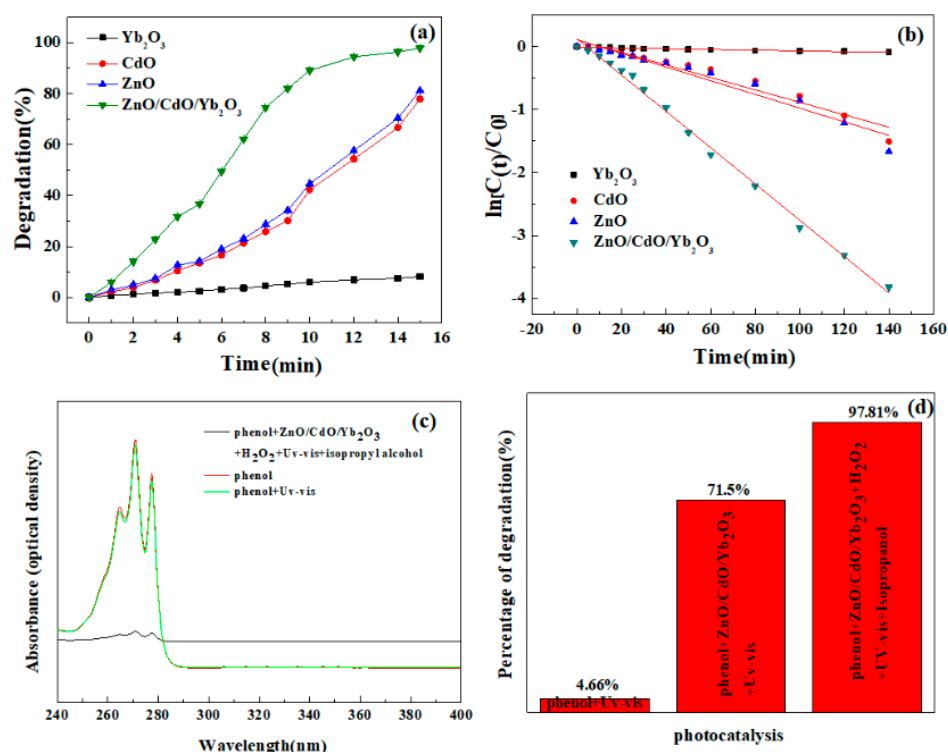 (a)
Yb2O3
CdO
ZnO
ZnO/CdO/Yb2O3
Degradation(%)
100
80
60
40
20
0
0 2 4 6 8 10 12 14 16
Time(min)
(b)
0
-1
-2
-3
-4
ln[C(t)/C0]
Yb2O3
CdO
ZnO
ZnO/CdO/Yb2O3
-20 0 20 40 60 80 100 120 140 160
Time(min)
(c)
phenol+ZnO/CdO/Yb2O3
+H2O2+Uv-vis+isopropyl alcohol
phenol
phenol+Uv-vis
Absorbance (optical density)
240 260 280 300 320 340 360 380 400
Wavelength(nm)
(d)
Percentage of degradation(%)
4.66%
phenol+Uv-vis
71.5%
phenol+ZnO/CdO/Yb2O3
+Uv-vis
97.81%
phenol+ZnO/CdO/Yb2O3+H2O2
+UV-vis+Isopropanol
photocatalysis